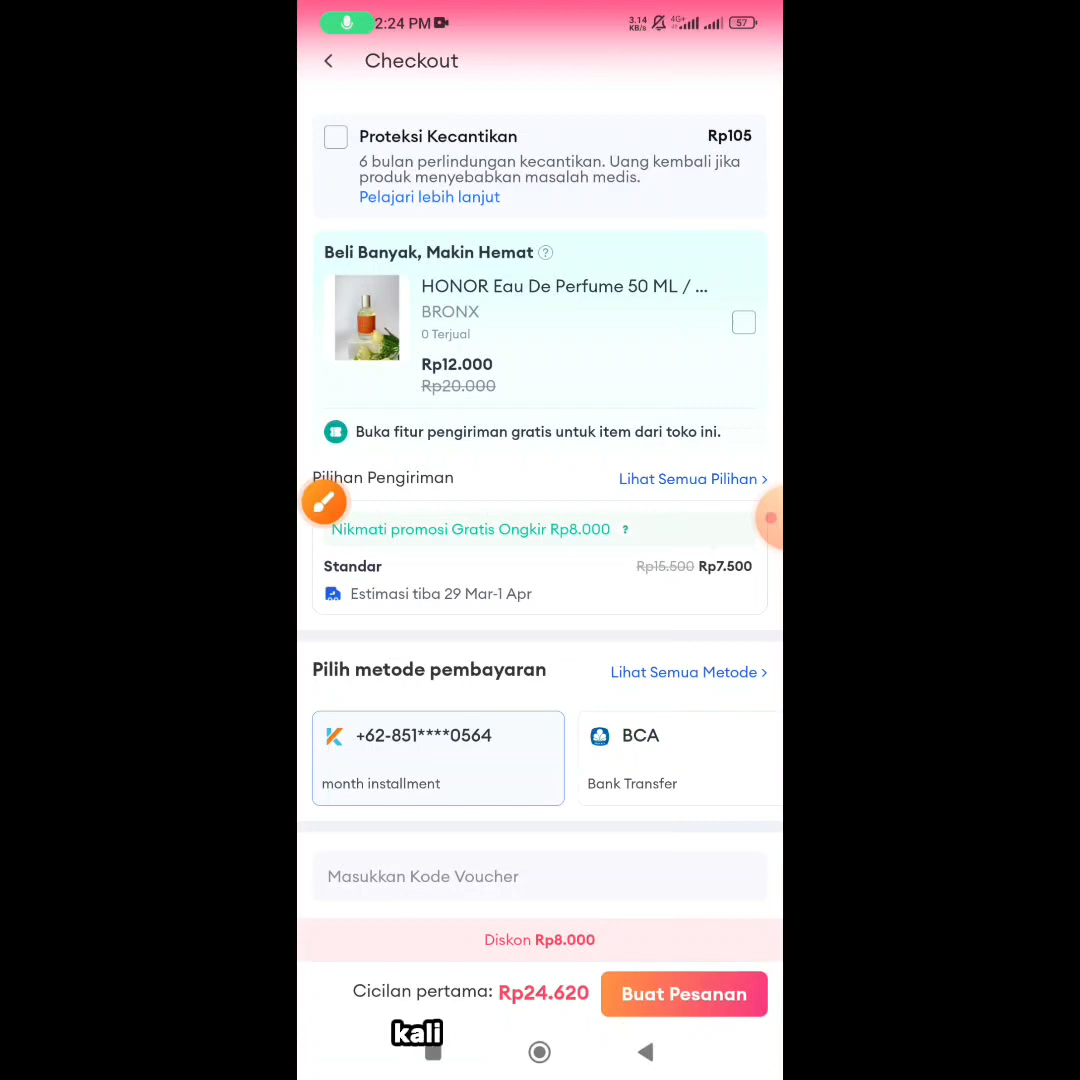 2:24 PM
3.14
KB/s
4G+
57
Checkout
Proteksi Kecantikan
Rp105
6 bulan perlindungan kecantikan. Uang kembali jika
produk menyebabkan masalah medis.
Pelajari lebih lanjut
Beli Banyak, Makin Hemat ?
HONOR Eau De Perfume 50 ML / ...
BRONX
0 Terjual
Rp12.000
Rp20.000
Buka fitur pengiriman gratis untuk item dari toko ini.
Pilihan Pengiriman
Lihat Semua Pilihan >
Nikmati promosi Gratis Ongkir Rp8.000 ?
Standar
Rp15.500 Rp7.500
Estimasi tiba 29 Mar-1 Apr
Pilih metode pembayaran
Lihat Semua Metode >
+62-851****0564
month installment
BCA
Bank Transfer
Masukkan Kode Voucher
Diskon Rp8.000
Cicilan pertama: Rp24.620
Buat Pesanan
kali